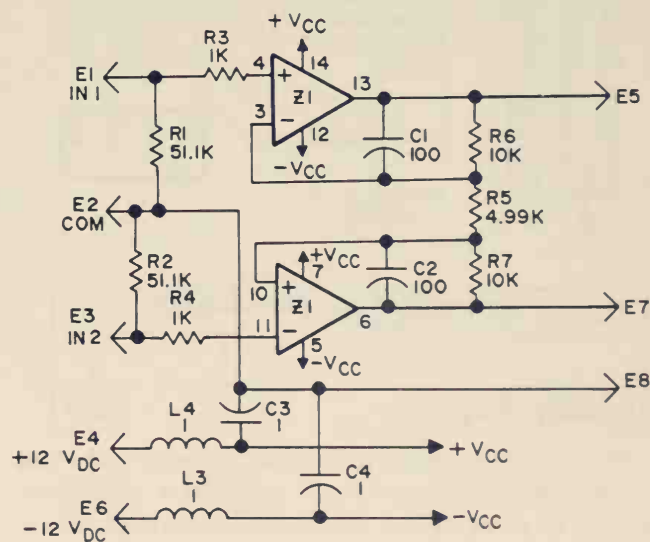 + VCC
R3
1K
4
+
14
13
E1
IN 1
Z1
E5
3
−
12
−VCC
R1
51.1K
C1
100
R6
10K
E2
COM
R5
4.99K
R2
51.1K
+VCC
7
C2
100
R7
10K
R4
1K
10
+
Z1
6
E7
E3
IN 2
11
−
5
−VCC
E8
L4
1
C3
1
E4
+12 VDC
+ VCC
L3
1
C4
1
E6
−12 VDC
−VCC